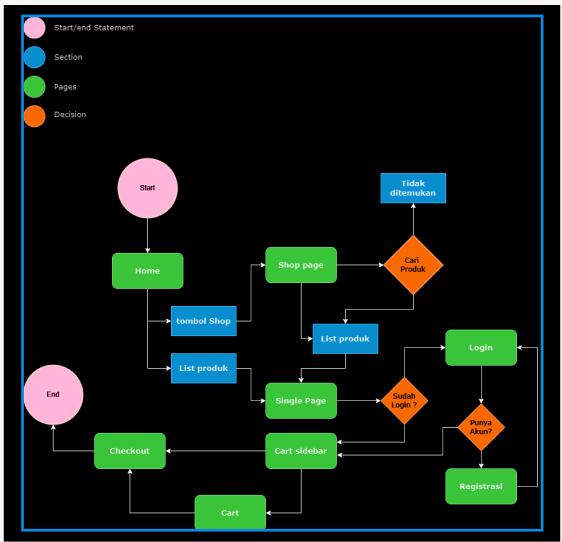 Start/end Statement
Section
Pages
Decision
Start
Tidak
ditemukan
Home
Shop page
Cari
Produk
tombol Shop
List produk
List produk
Login
End
Single Page
Sudah
Login ?
Punya
Akun?
Checkout
Cart sidebar
Registrasi
Cart